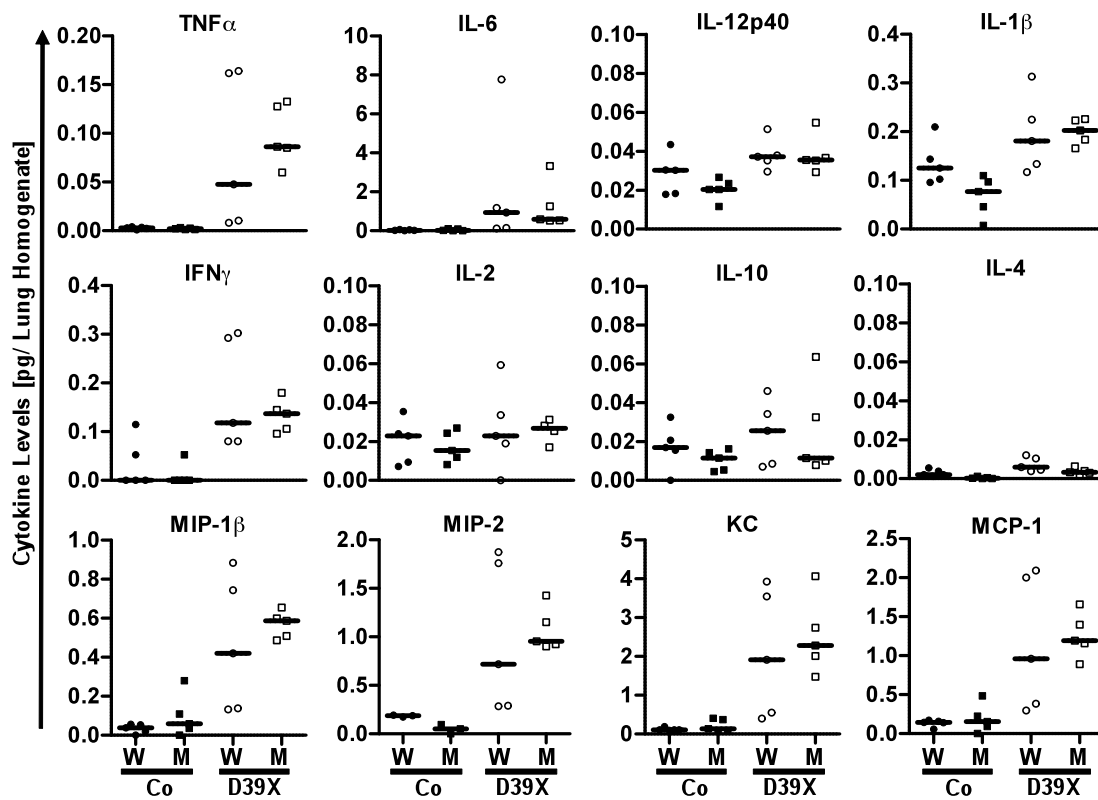 TNFα IL-6 IL-12p40 IL-1β
0.20 10 0.10 0.4
0.15 8 0.08 0.3
0.10 6 0.06 0.2
0.05 4 0.04 0.1
0.00 2 0.02 0.0
0 0.00
IFNγ IL-2 IL-10 IL-4
0.4 0.10 0.10 0.10
0.3 0.08 0.08 0.08
0.2 0.06 0.06 0.06
0.1 0.04 0.04 0.04
0.0 0.02 0.02 0.02
0.00 0.00 0.00
MIP-1β MIP-2 KC MCP-1
1.0 2.0 5 2.5
0.8 1.5 4 2.0
0.6 1.0 3 1.5
0.4 0.5 2 1.0
0.2 0.0 1 0.5
0.0 0 0.0
W M W M W M W M W M W M W M W M
Co D39X Co D39X Co D39X Co D39X
Cytokine Levels [pg/ Lung Homogenate]